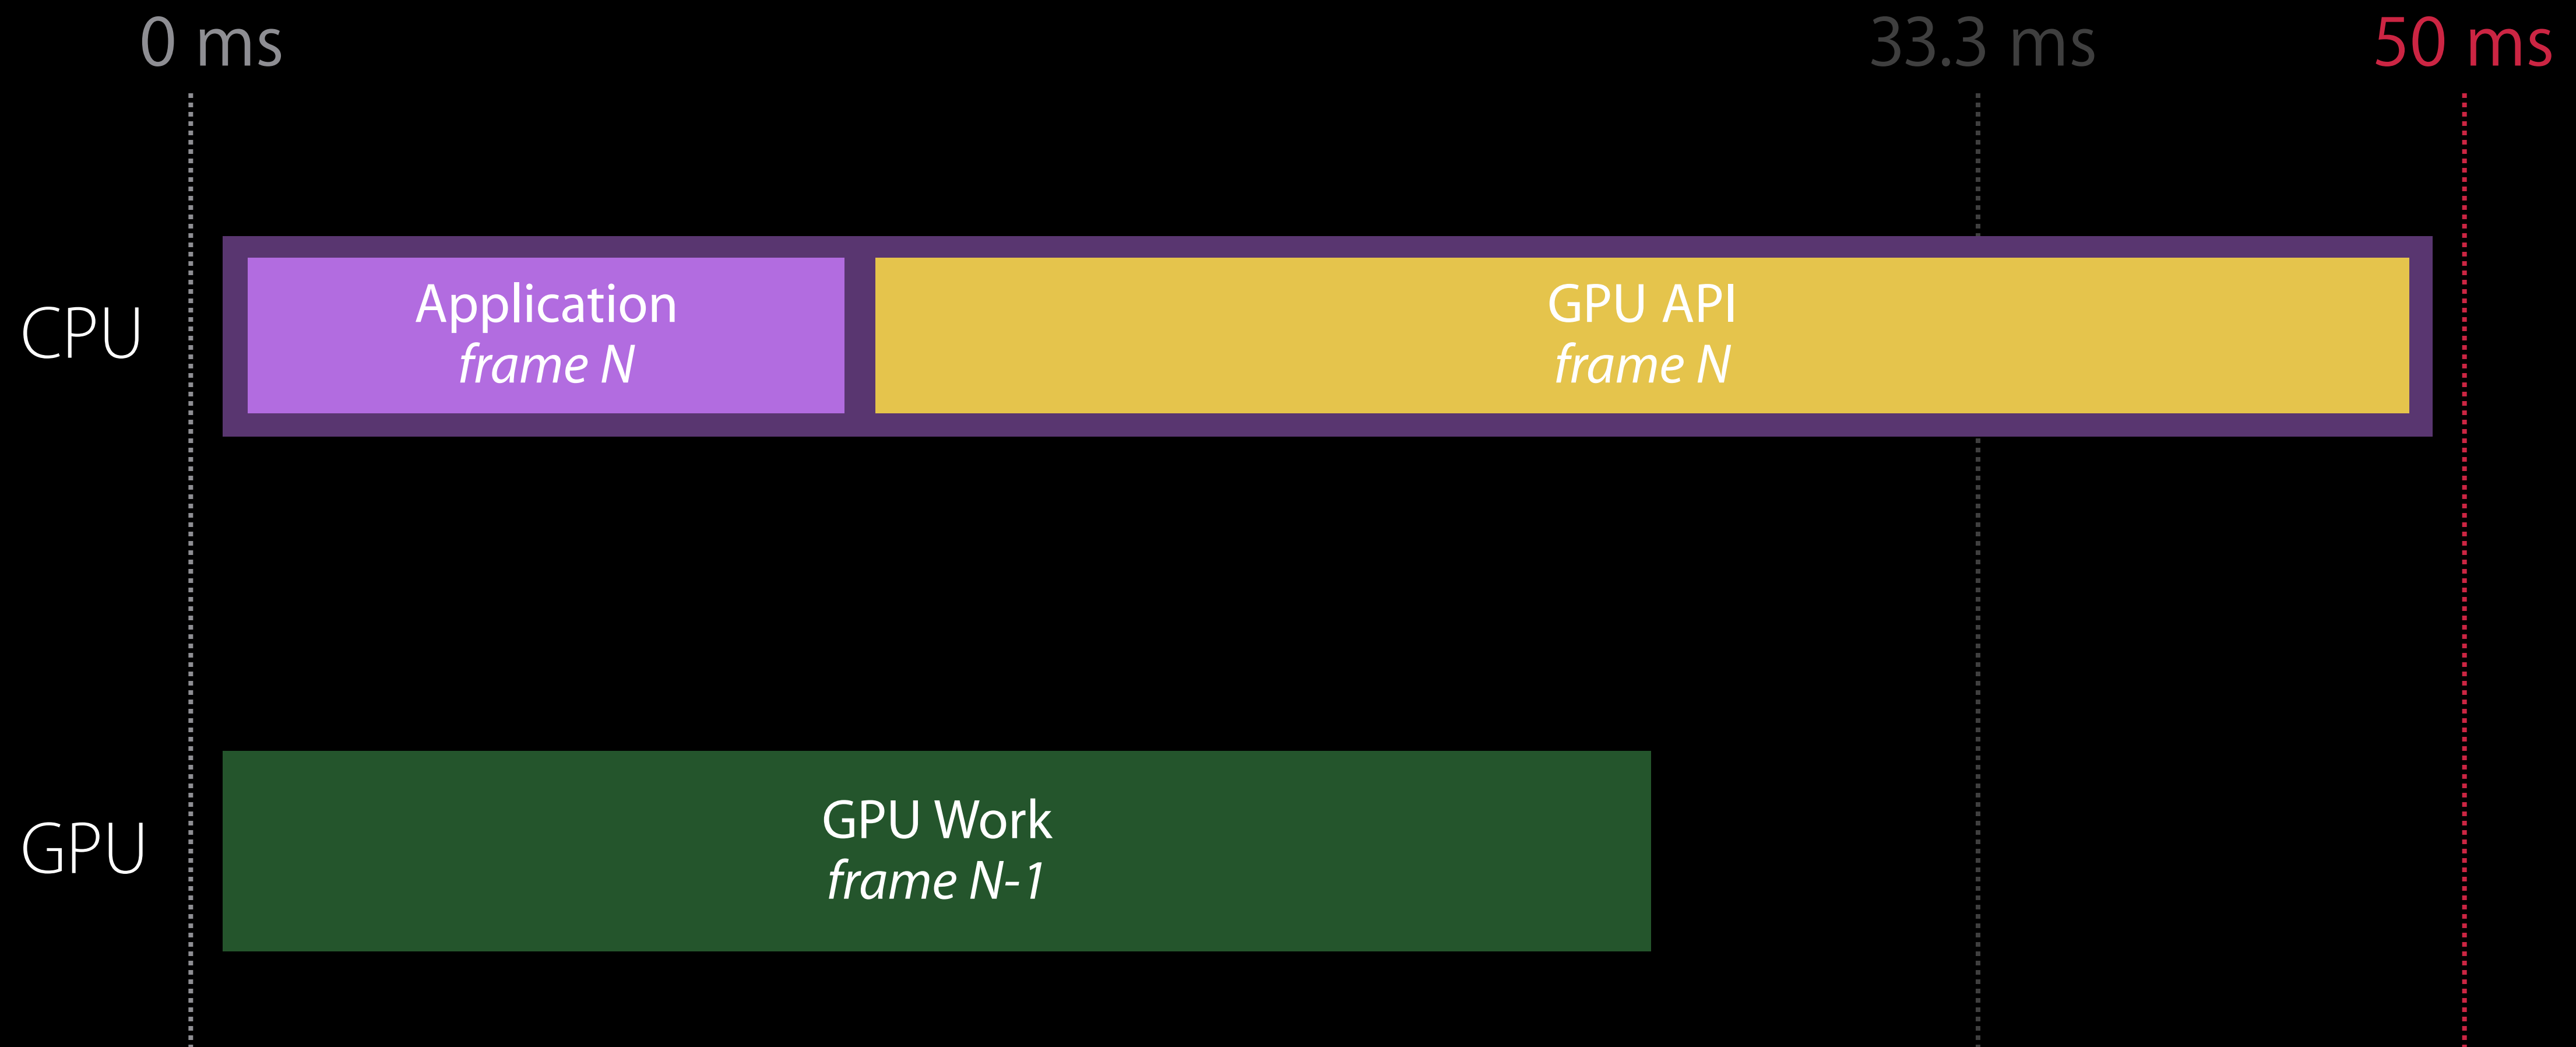 0 ms
33.3 ms
50 ms
CPU
Application
frame N
GPU API
frame N
GPU
GPU Work
frame N-1